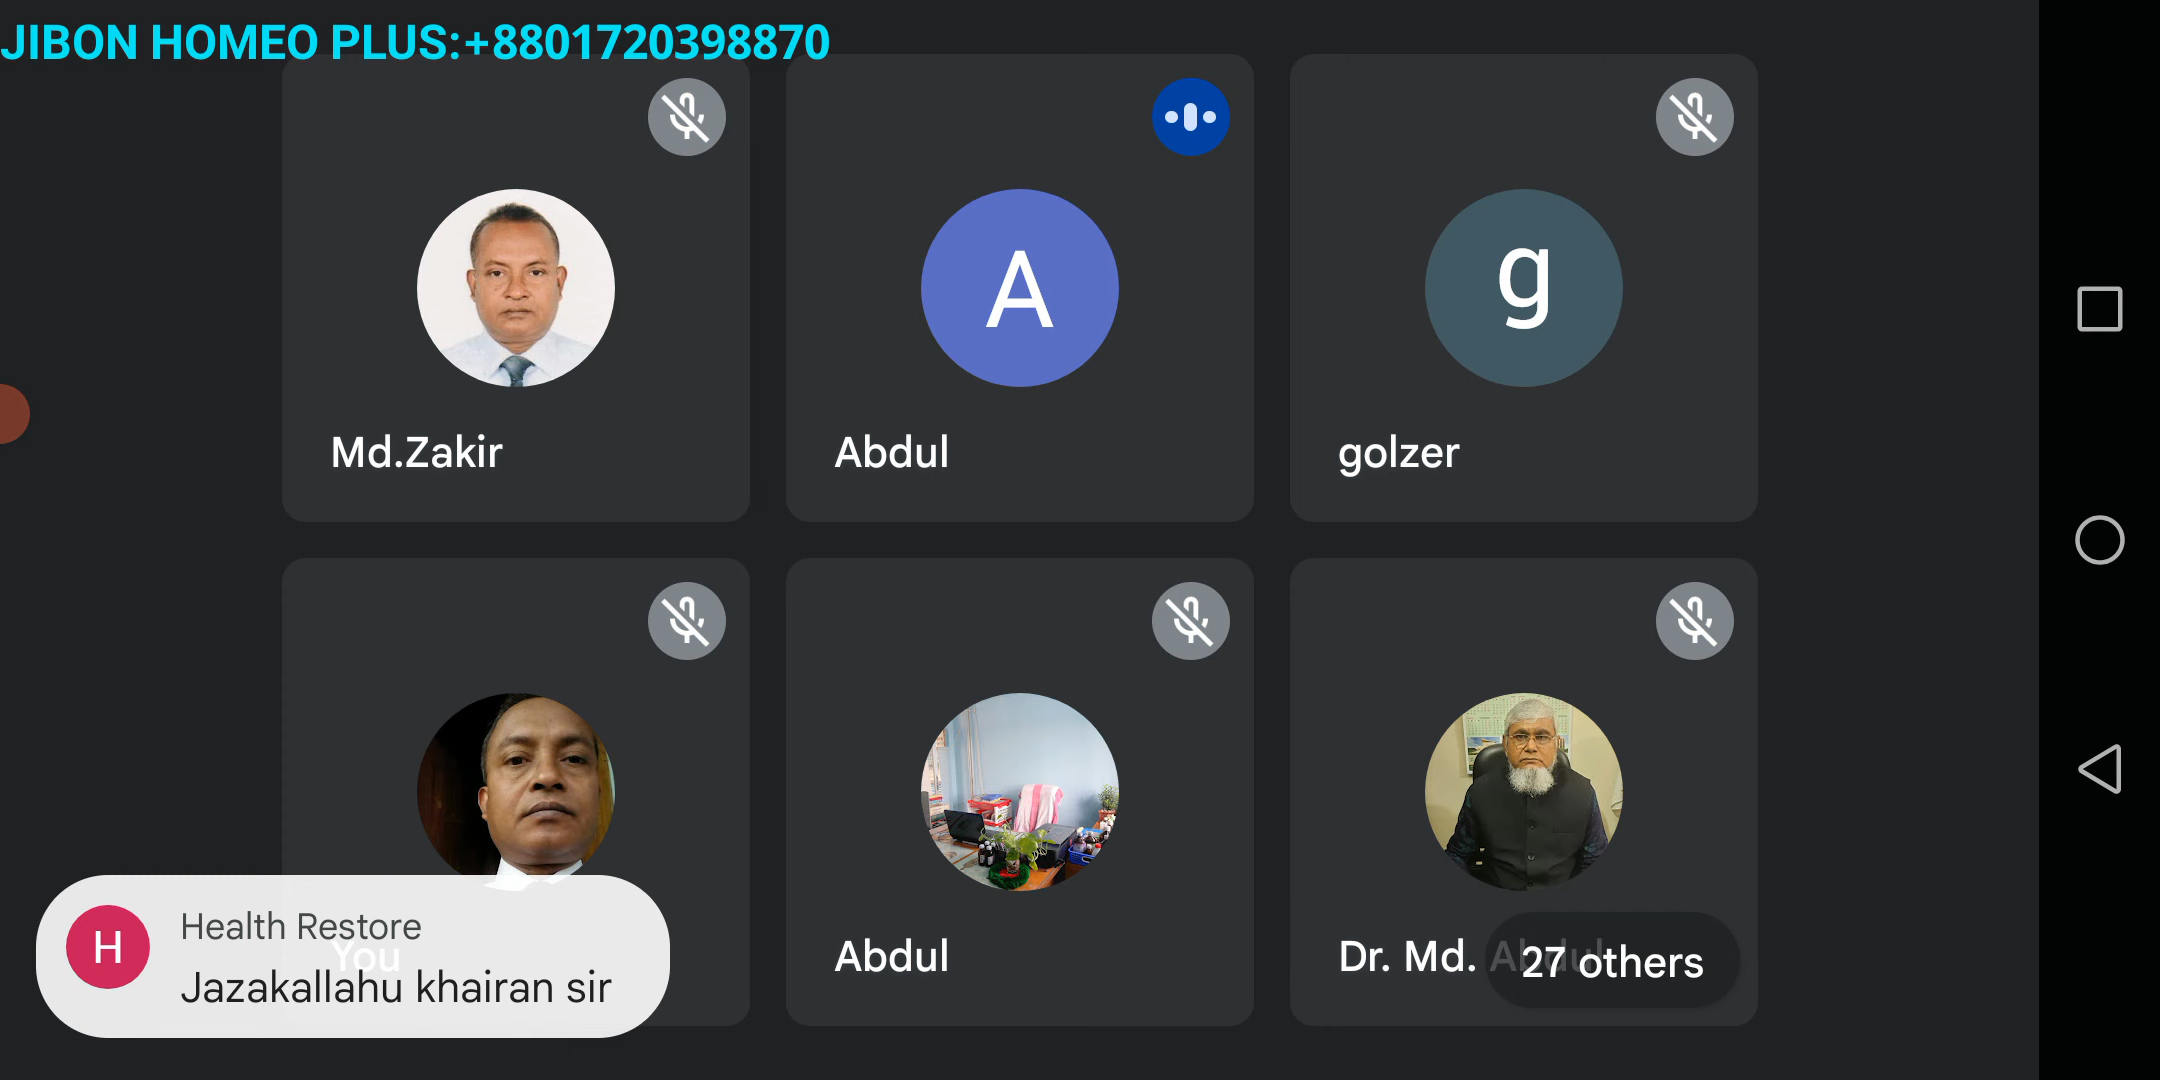 JIBON HOMEO PLUS:+8801720398870
Md.Zakir
A
Abdul
g
golzer
You
Abdul
Dr. Md. Abdul
27 others
H
Health Restore
Jazakallahu khairan sir